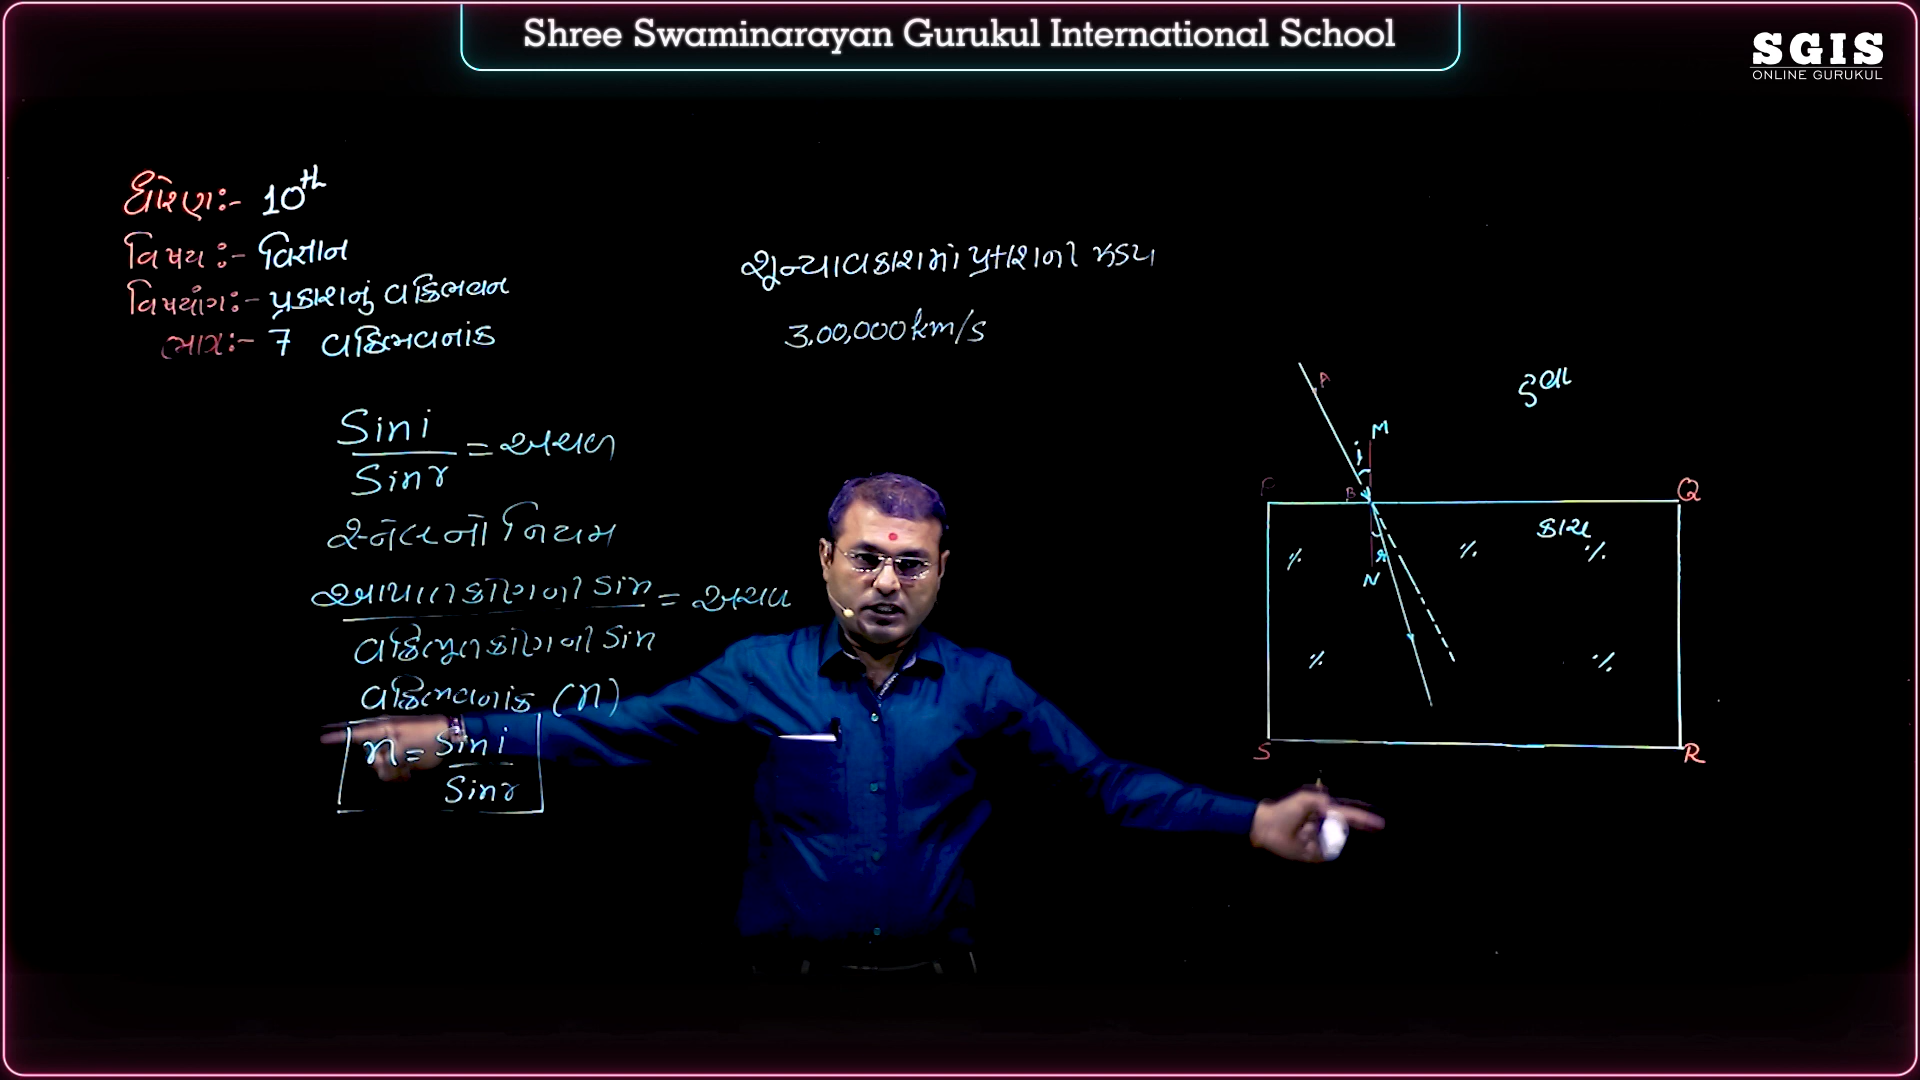 Shree Swaminarayan Gurukul International School
SGIS
ONLINE GURUKUL
ધોરણ:- 10th
વિષય:- વિજ્ઞાન
વિષયાંગ:- પ્રકાશનું વક્રિભવન
ભાગ:- 7 વક્રિભવનાંક
શૂન્યાવકાશમાં પ્રકાશની ઝડપ
3,00,000 km/s
Sin i
Sin r
= અચળ
સ્નેલનો નિયમ
આપાતકોણની sin
= અચળ
વક્રિભૂતકોણની sin
વક્રિભવનાંક (n)
n = Sin i
Sin r
A
હવા
M
i
P
B
Q
કાચ
r
N
S
R